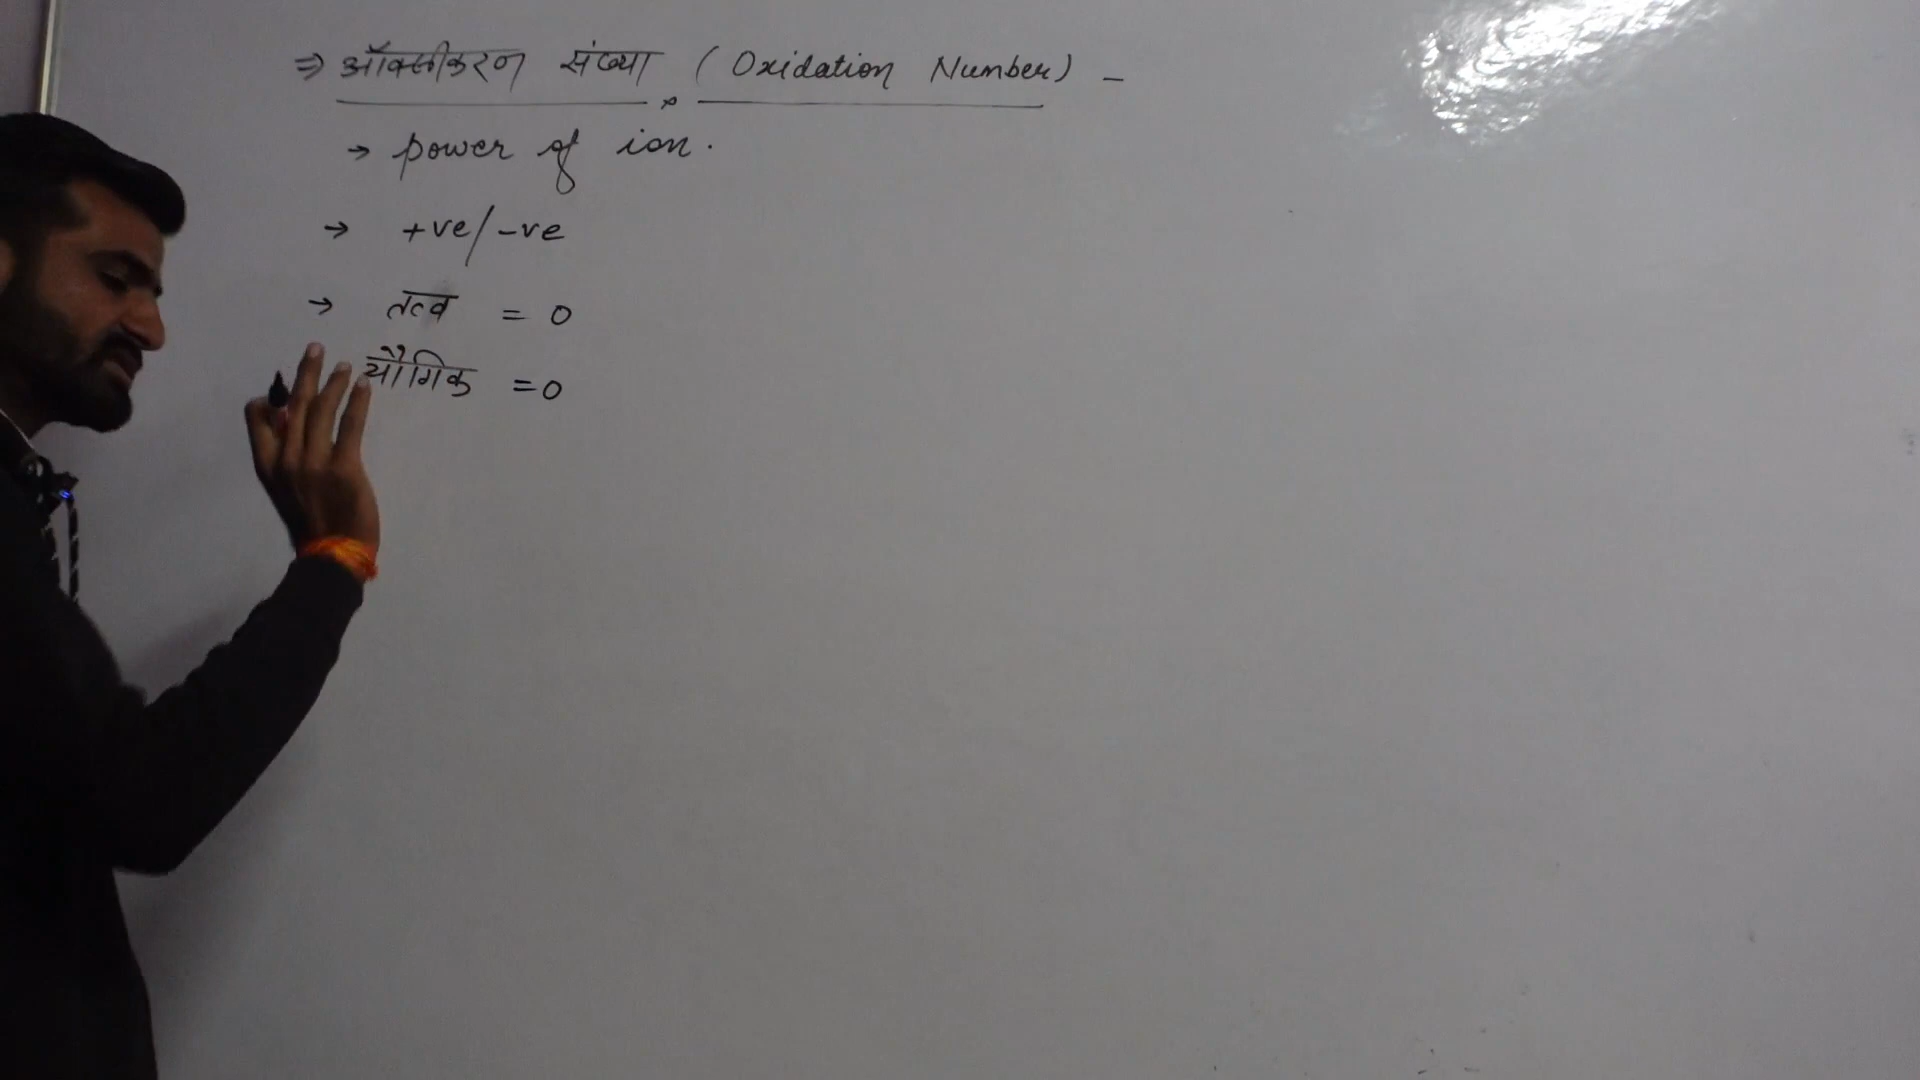 ⇒ ऑक्सीकरण संख्या (Oxidation Number) -
→ power of ion.
→ +ve/-ve
→ तत्व = 0
यौगिक = 0